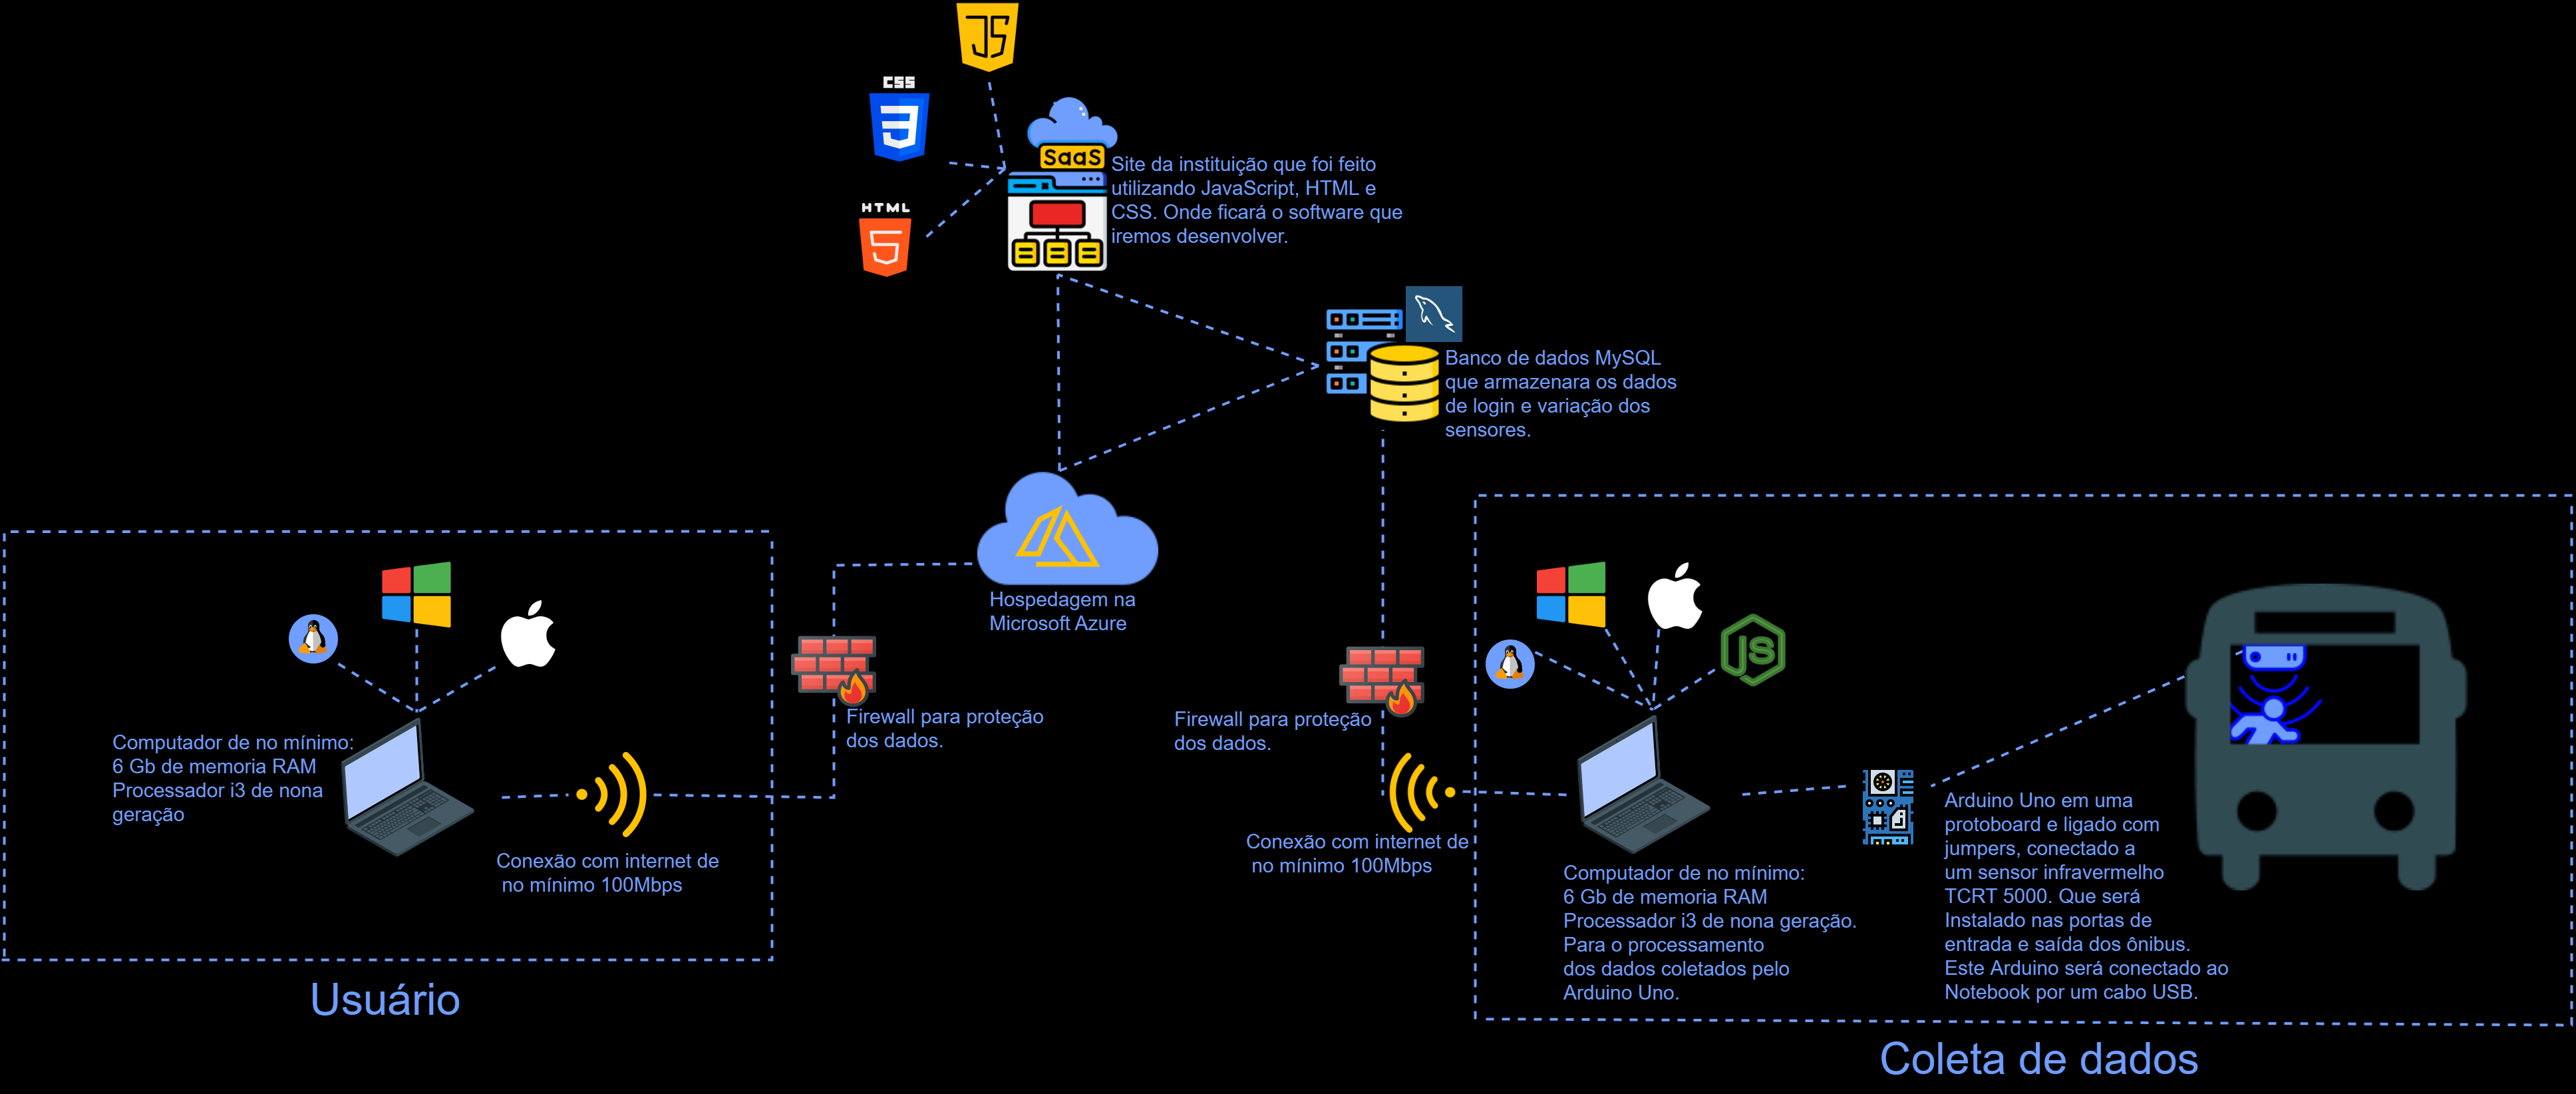 JS
CSS
3
HTML
5
SaaS
Site da instituição que foi feito
utilizando JavaScript, HTML e
CSS. Onde ficará o software que
iremos desenvolver.
Banco de dados MySQL
que armazenara os dados
de login e variação dos
sensores.
Hospedagem na
Microsoft Azure
Firewall para proteção
dos dados.
Computador de no mínimo:
6 Gb de memoria RAM
Processador i3 de nona
geração
Conexão com internet de
no mínimo 100Mbps
Usuário
Firewall para proteção
dos dados.
Conexão com internet de
no mínimo 100Mbps
JS
Computador de no mínimo:
6 Gb de memoria RAM
Processador i3 de nona geração.
Para o processamento
dos dados coletados pelo
Arduino Uno.
Arduino Uno em uma
protoboard e ligado com
jumpers, conectado a
um sensor infravermelho
TCRT 5000. Que será
Instalado nas portas de
entrada e saída dos ônibus.
Este Arduino será conectado ao
Notebook por um cabo USB.
Coleta de dados